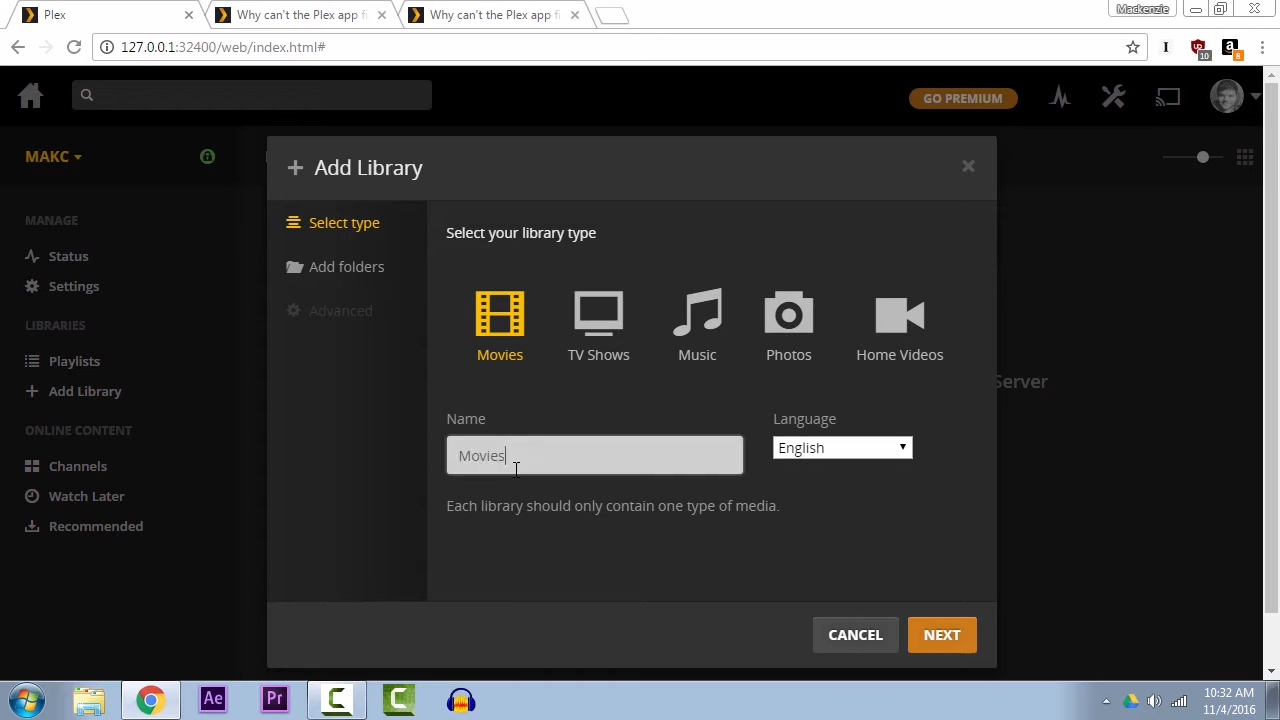 Plex
Why can't the Plex app fi
Why can't the Plex app fi
Mackenzie
127.0.0.1:32400/web/index.html#
10
8
GO PREMIUM
MAKC
Add Library
MANAGE
Status
Settings
LIBRARIES
Playlists
Add Library
ONLINE CONTENT
Channels
Watch Later
Recommended
Select type
Add folders
Advanced
Select your library type
Movies
TV Shows
Music
Photos
Home Videos
Server
Name
Language
Movies
English
Each library should only contain one type of media.
CANCEL
NEXT
Ae
Pr
10:32 AM
11/4/2016